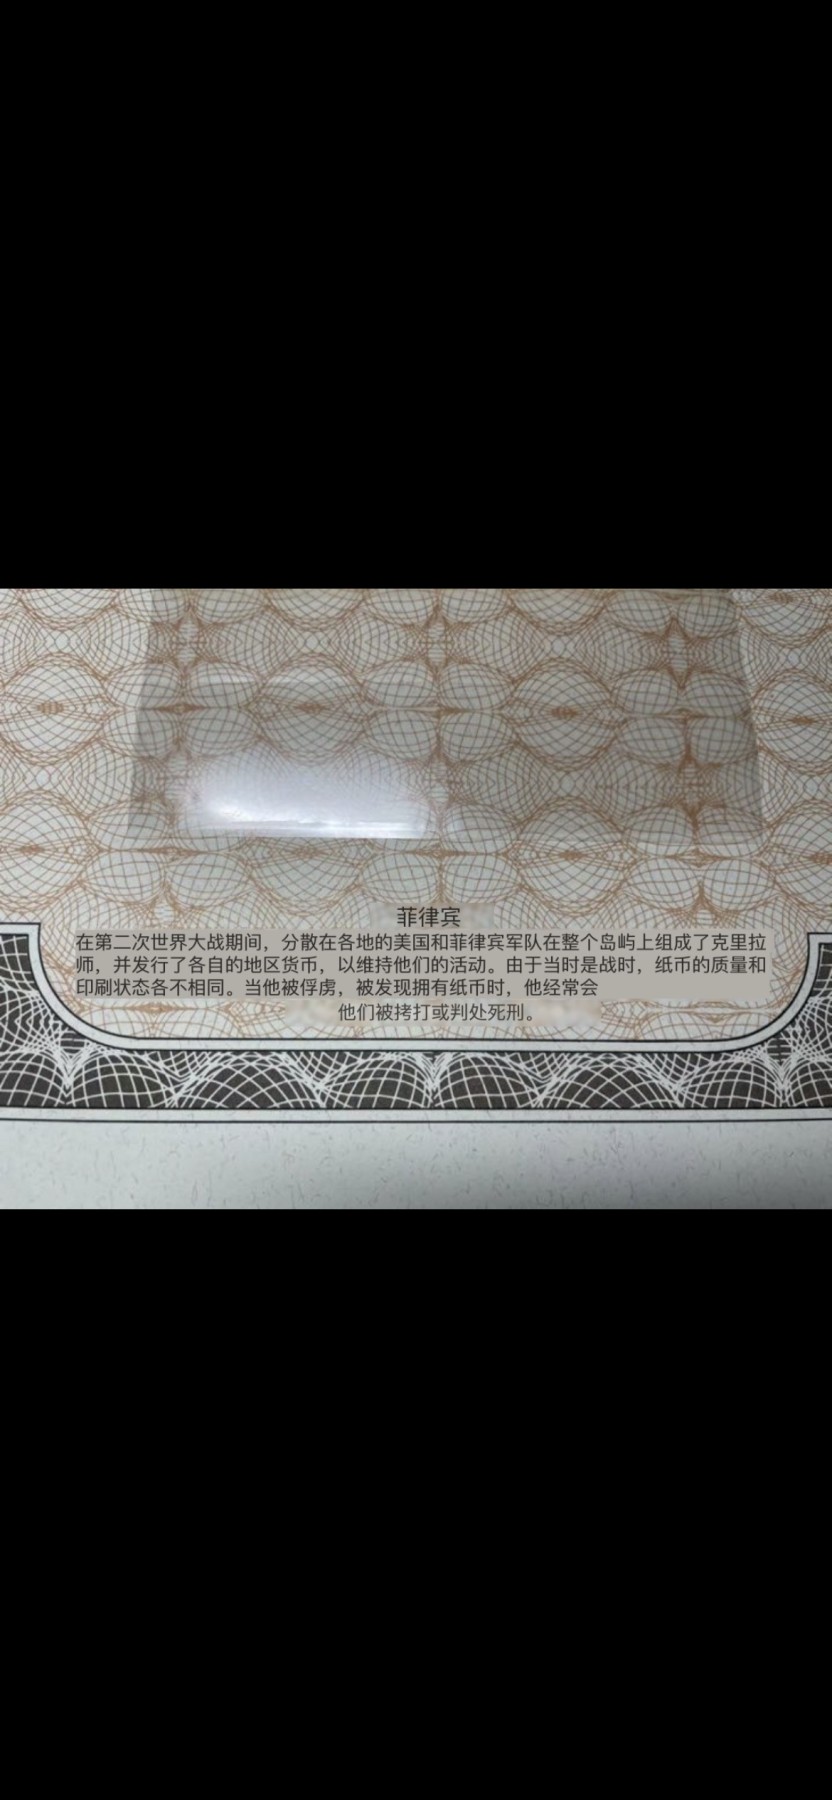 菲律宾
在第二次世界大战期间，分散在各地的美国和菲律宾军队在整个岛屿上组成了克里拉
师，并发行了各自的地区货币，以维持他们的活动。由于当时是战时，纸币的质量和
印刷状态各不相同。当他被俘虏，被发现拥有纸币时，他经常会
他们被拷打或判处死刑。